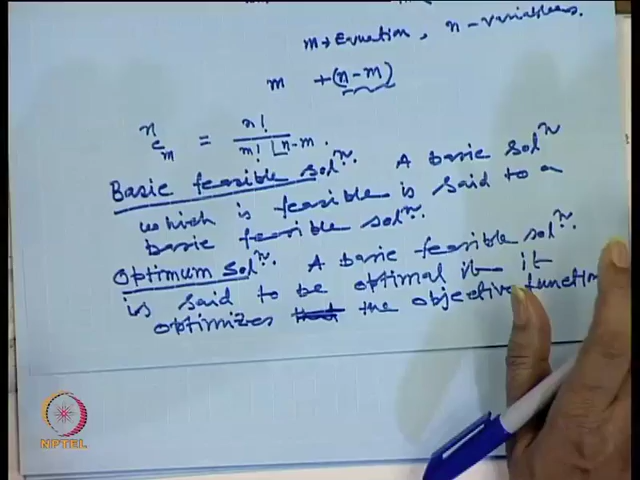 m → Equation, n-variables.
m + (n-m)
ⁿcₘ = n! / m! ⌊n-m.
Basic feasible solⁿ. A basic solⁿ
which is feasible is said to a
basic feasible solⁿ.
Optimum solⁿ. A basic feasible solⁿ.
is said to be optimal if it
optimizes the objective function
NPTEL